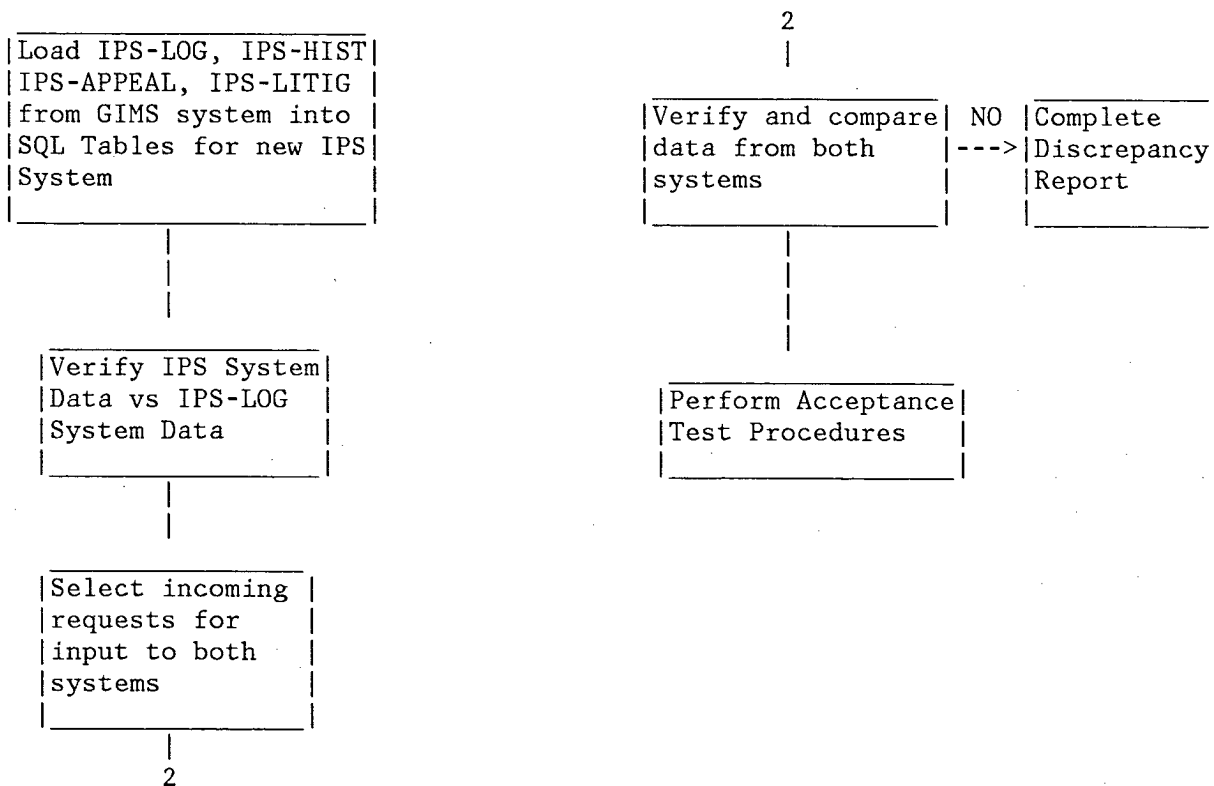 Load IPS-LOG, IPS-HIST
IPS-APPEAL, IPS-LITIG
from GIMS system into
SQL Tables for new IPS
System
Verify IPS System
Data vs IPS-LOG
System Data
Select incoming
requests for
input to both
systems
2
2
Verify and compare
data from both
systems
NO
--->
Complete
Discrepancy
Report
Perform Acceptance
Test Procedures